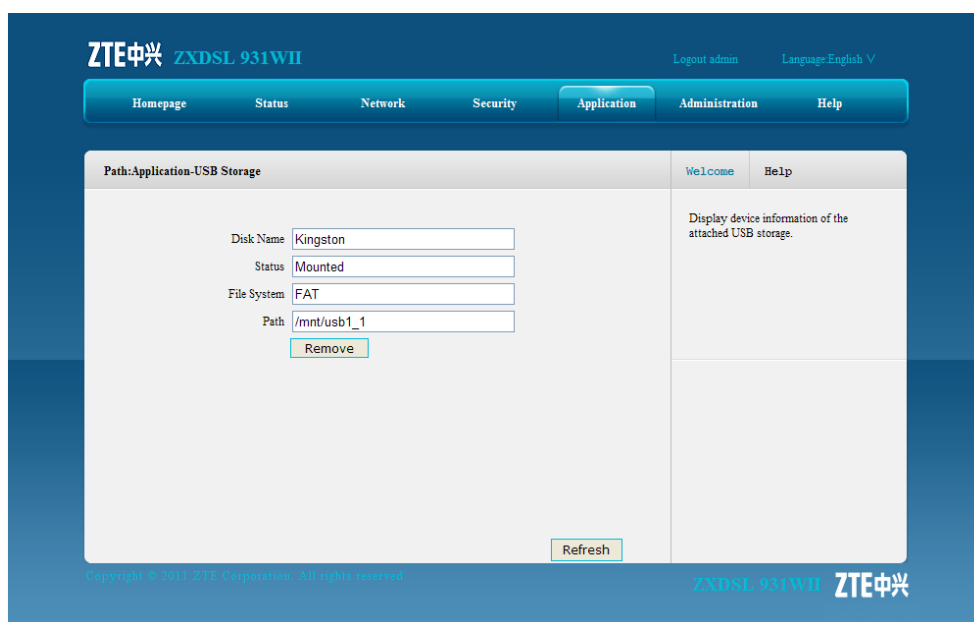 ZTE中兴 ZXDSL 931WII
Logout admin Language:English V
Homepage Status Network Security Application Administration Help
Path:Application-USB Storage
Welcome Help
Display device information of the
attached USB storage.
Disk Name Kingston
Status Mounted
File System FAT
Path /mnt/usb1_1
Remove
Refresh
Copyright © 2011 ZTE Corporation. All rights reserved.
ZXDSL 931WII ZTE中兴